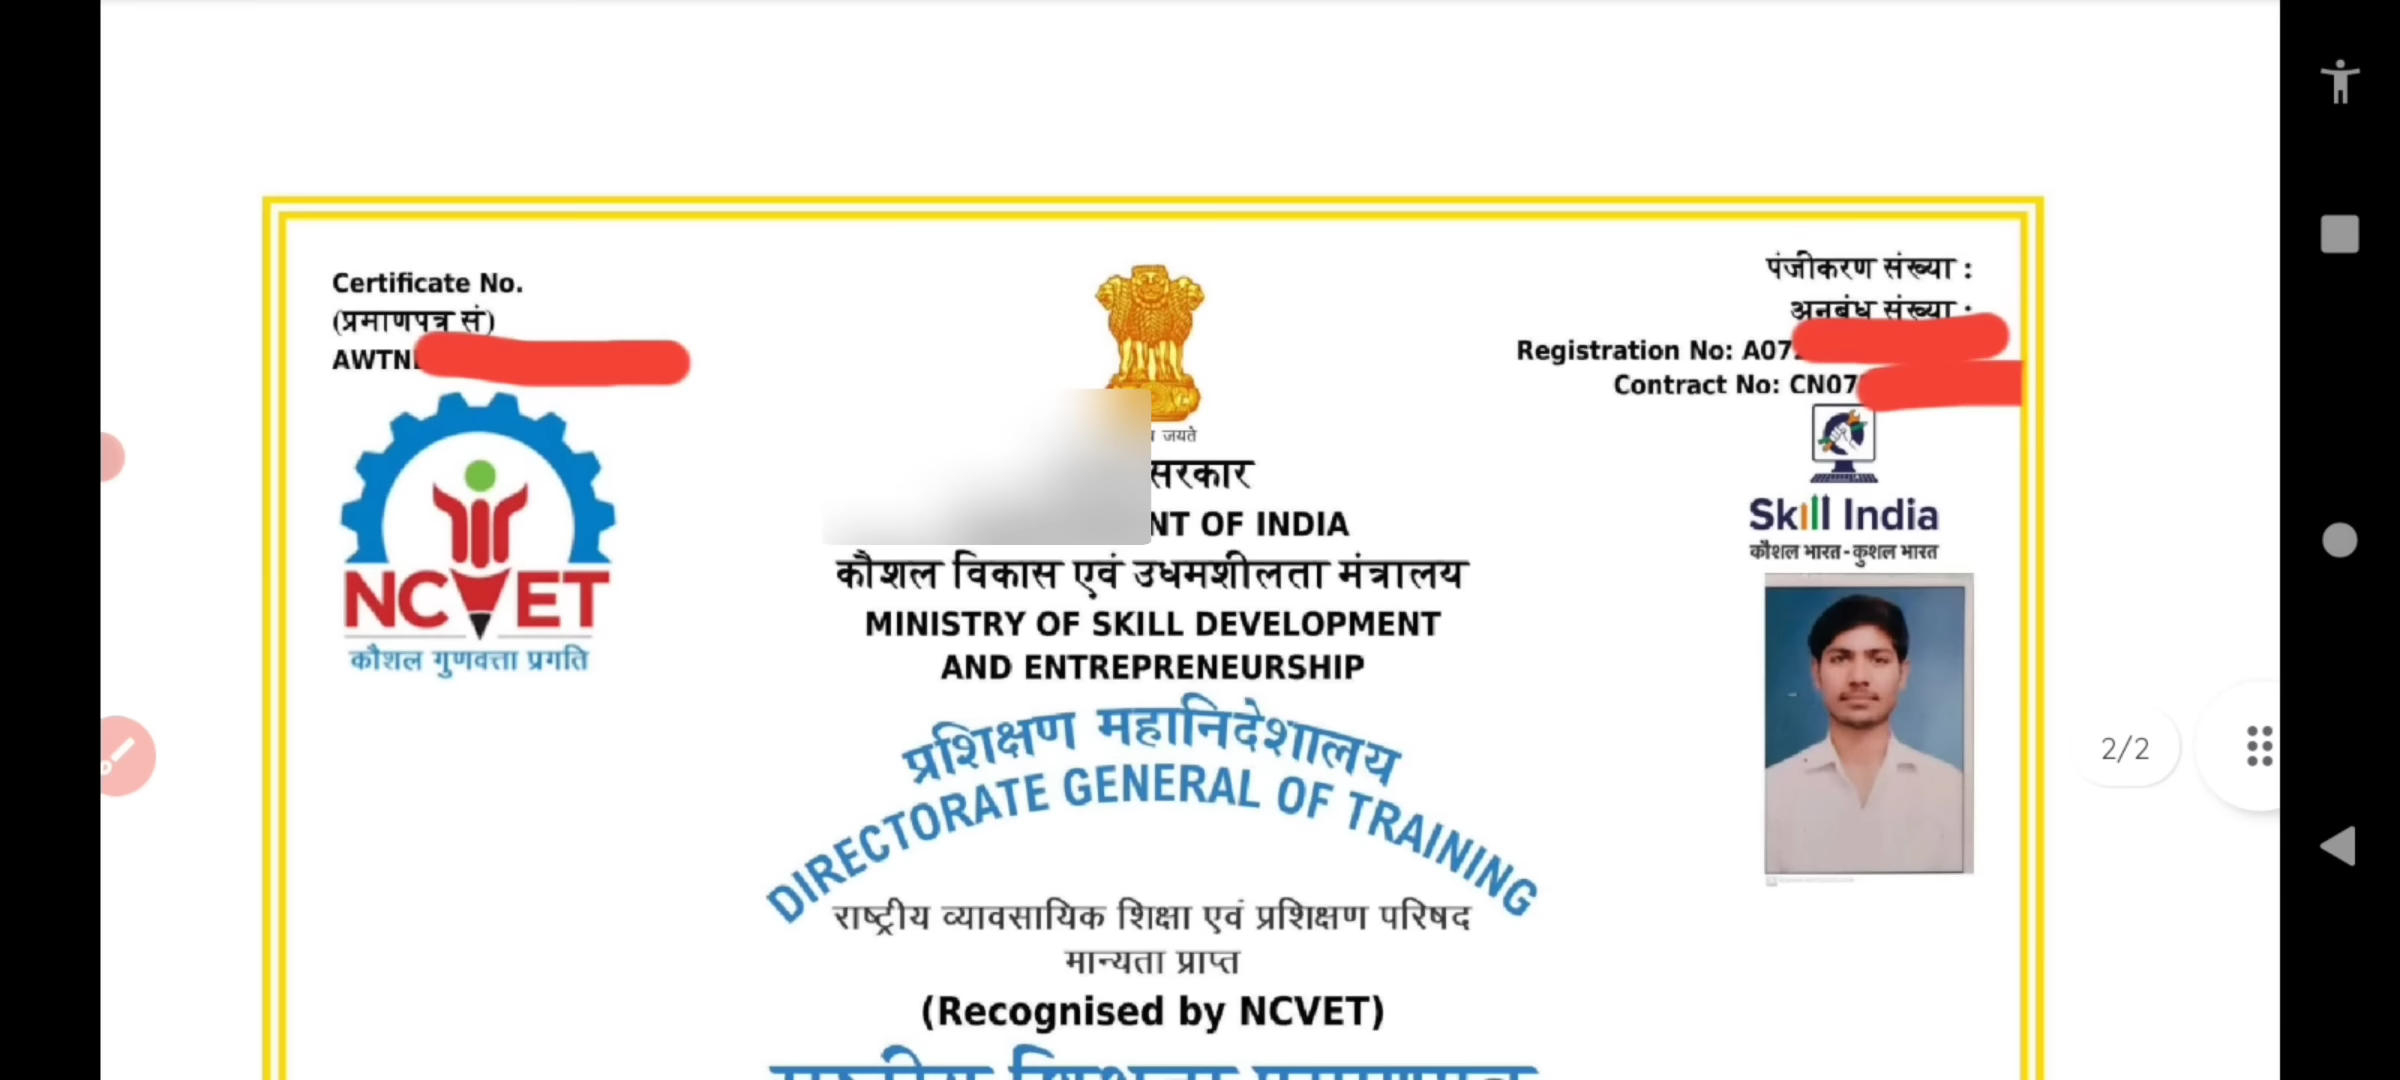 Certificate No.
(प्रमाणपत्र सं)
AWTN
NCVET
कौशल गुणवत्ता प्रगति
जयते
सरकार
NT OF INDIA
कौशल विकास एवं उधमशीलता मंत्रालय
MINISTRY OF SKILL DEVELOPMENT
AND ENTREPRENEURSHIP
प्रशिक्षण महानिदेशालय
DIRECTORATE GENERAL OF TRAINING
राष्ट्रीय व्यावसायिक शिक्षा एवं प्रशिक्षण परिषद
मान्यता प्राप्त
(Recognised by NCVET)
पंजीकरण संख्या :
अनुबंध संख्या :
Registration No: A07
Contract No: CN07
Skill India
कौशल भारत-कुशल भारत
2/2